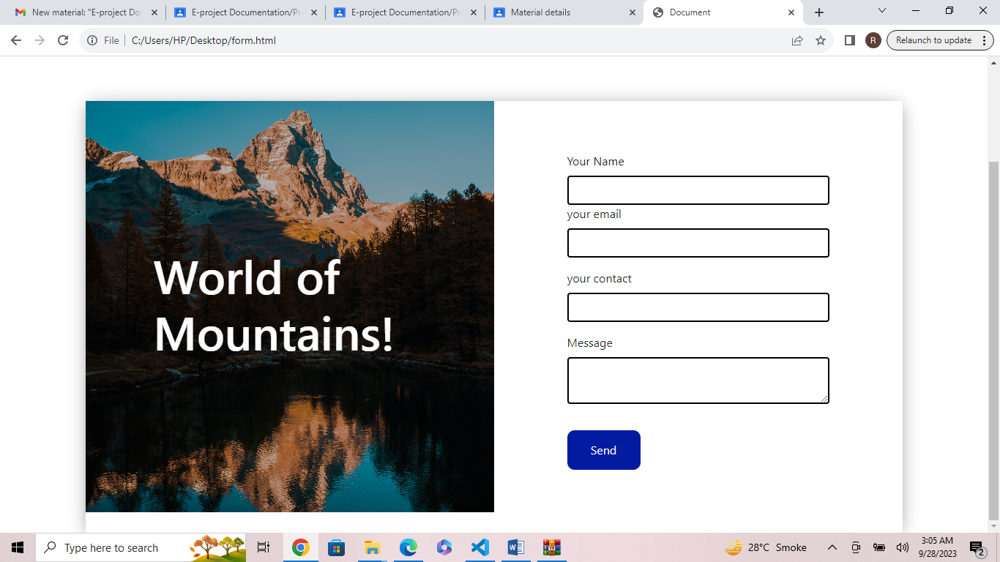 New material: "E-project Do
E-project Documentation/Pr
E-project Documentation/Pr
Material details
Document
File
C:/Users/HP/Desktop/form.html
R
Relaunch to update
World of
Mountains!
Your Name
your email
your contact
Message
Send
Type here to search
28°C Smoke
3:05 AM
9/28/2023
2